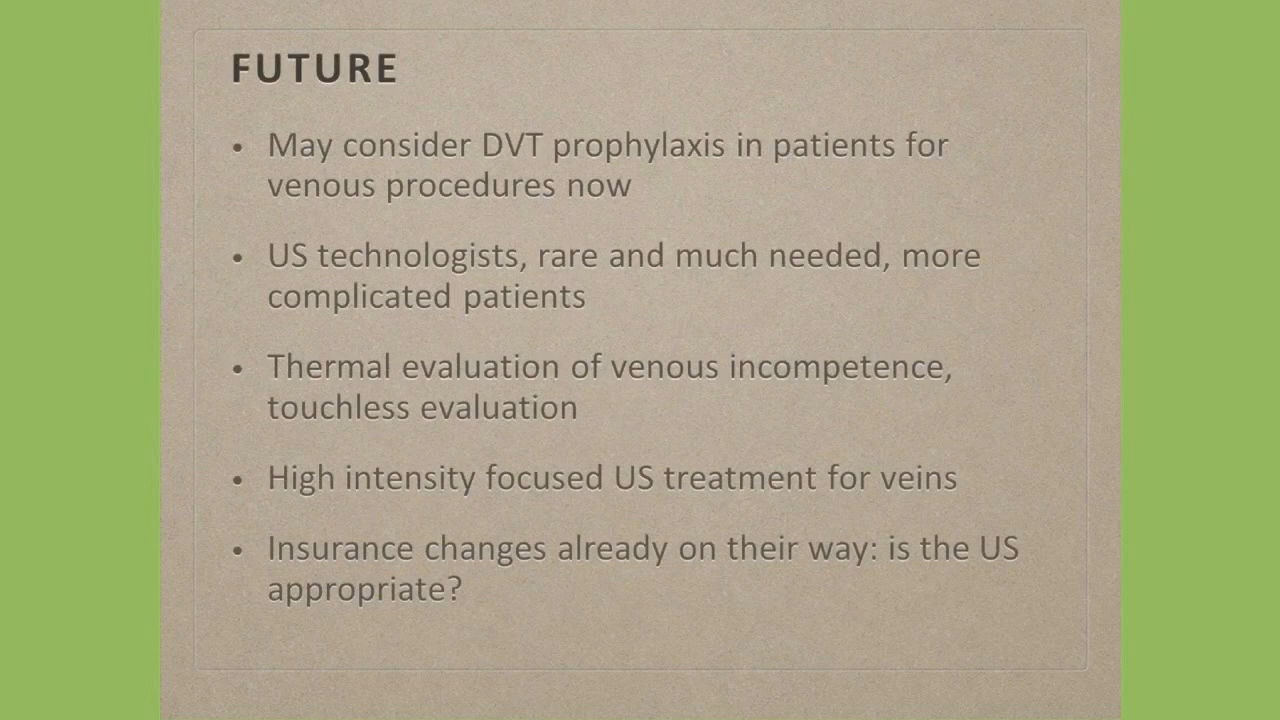 FUTURE
• May consider DVT prophylaxis in patients for
venous procedures now
• US technologists, rare and much needed, more
complicated patients
• Thermal evaluation of venous incompetence,
touchless evaluation
• High intensity focused US treatment for veins
• Insurance changes already on their way: is the US
appropriate?